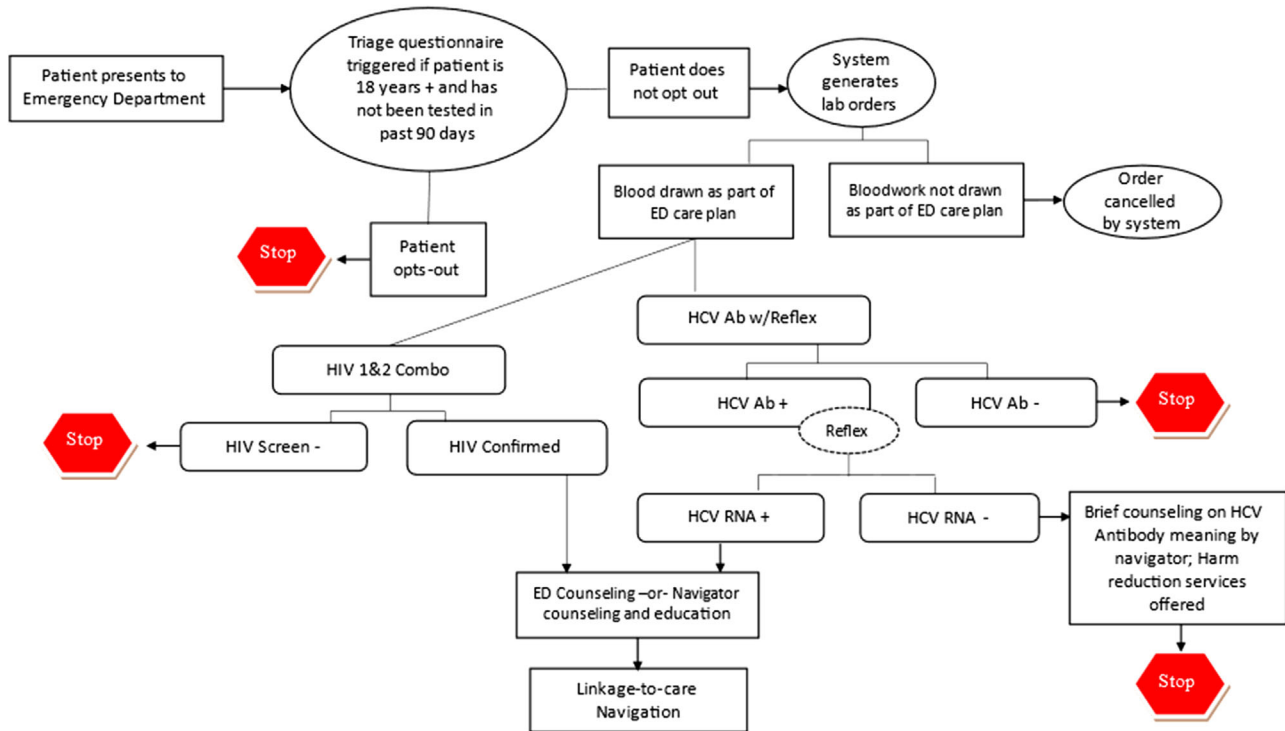 Patient presents to
Emergency Department
Triage questionnaire
triggered if patient is
18 years + and has
not been tested in
past 90 days
Patient does
not opt out
System
generates
lab orders
Blood drawn as part of
ED care plan
Bloodwork not drawn
as part of ED care plan
Order
cancelled
by system
Stop
Patient
opts-out
HCV Ab w/Reflex
HIV 1&2 Combo
HCV Ab +
HCV Ab -
Stop
Stop
HIV Screen -
HIV Confirmed
Reflex
HCV RNA +
HCV RNA -
Brief counseling on HCV
Antibody meaning by
navigator; Harm
reduction services
offered
ED Counseling –or- Navigator
counseling and education
Stop
Linkage-to-care
Navigation